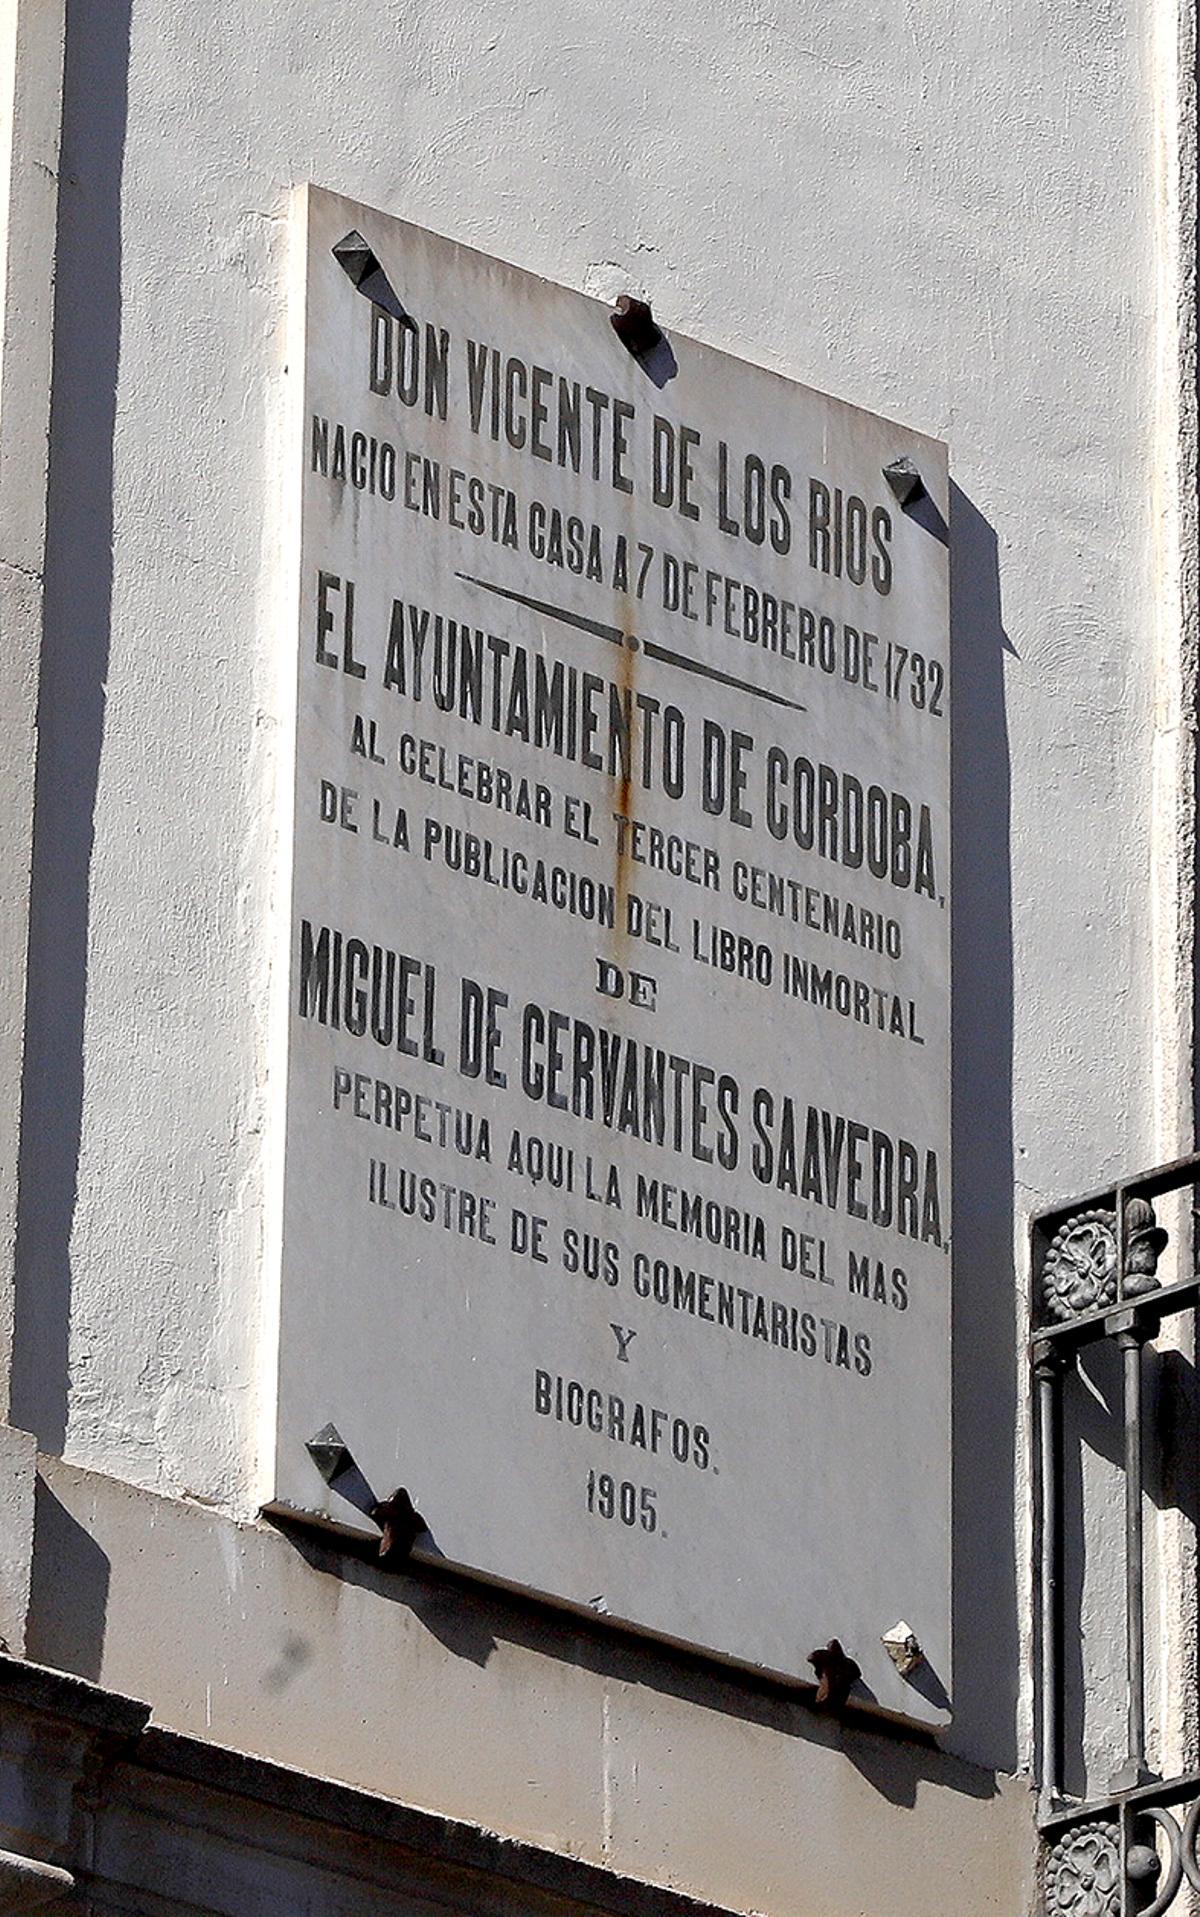 DON VICENTE DE LOS RIOS
NACIO EN ESTA CASA A 7 DE FEBRERO DE 1732
EL AYUNTAMIENTO DE CORDOBA,
AL CELEBRAR EL TERCER CENTENARIO
DE LA PUBLICACION DEL LIBRO INMORTAL
DE
MIGUEL DE CERVANTES SAAVEDRA,
PERPETUA AQUI LA MEMORIA DEL MAS
ILUSTRE DE SUS COMENTARISTAS
Y
BIOGRAFOS.
1905.